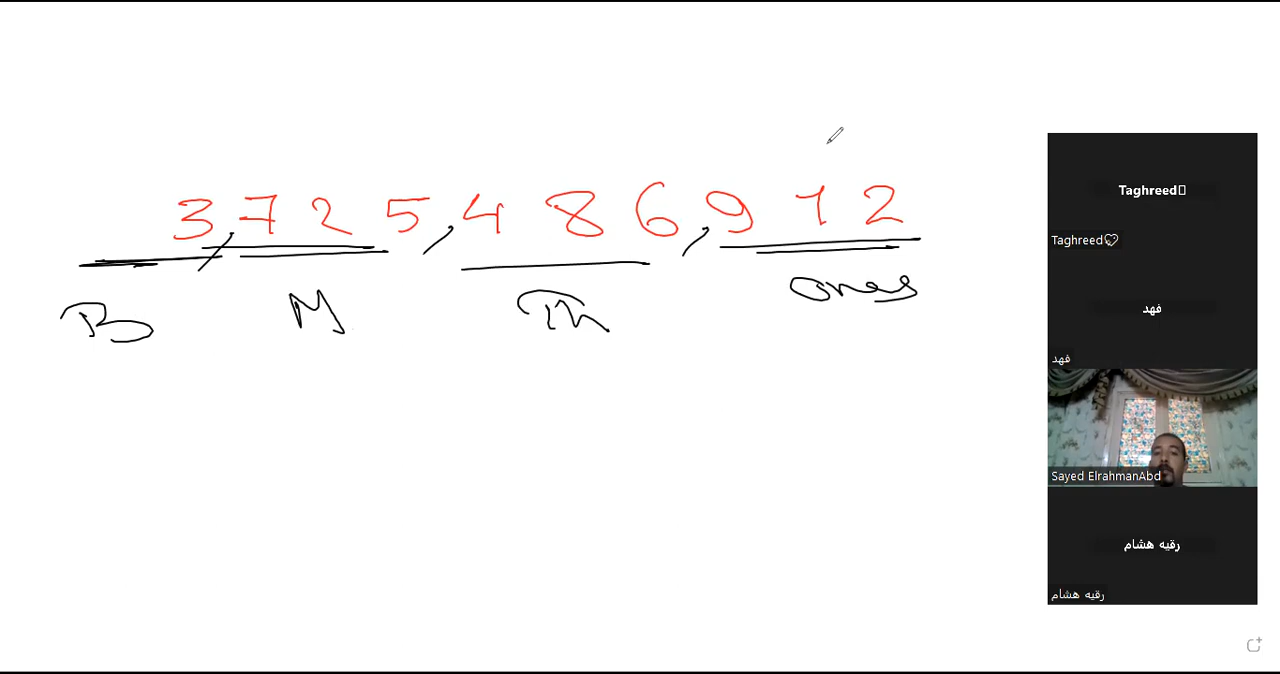 3,725,486,912
B M Th ones
Taghreed
Taghreed
فهد
فهد
Sayed ElrahmanAbd
رقيه هشام
رقيه هشام